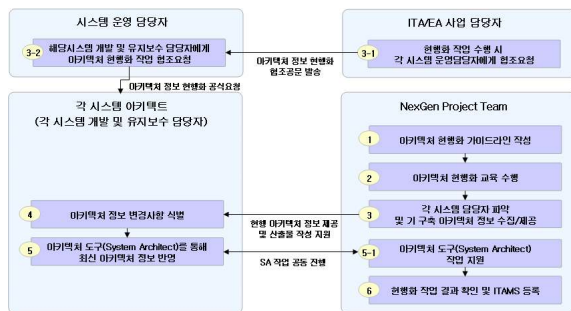 시스템 운영 담당자
ITA/EA 사업 담당자
3-2
해당시스템 개발 및 유지보수 담당자에게
아키텍처 현행화 작업 협조요청
3-1
현행화 작업 수행 시
각 시스템 운영담당자에게 협조요청
아키텍처 정보 현행화
협조공문 발송
아키텍처 정보 현행화 공식요청
각 시스템 아키텍트
(각 시스템 개발 및 유지보수 담당자)
NexGen Project Team
1
아키텍처 현행화 가이드라인 작성
2
아키텍처 현행화 교육 수행
3
각 시스템 담당자 파악
및 기 구축 아키텍처 정보 수집/제공
4
아키텍처 정보 변경사항 식별
현행 아키텍처 정보 제공
및 산출물 작성 지원
5
아키텍처 도구(System Architect)를 통해
최신 아키텍처 정보 반영
5-1
아키텍처 도구(System Architect)
작업 지원
SA 작업 공동 진행
6
현행화 작업 결과 확인 및 ITAMS 등록